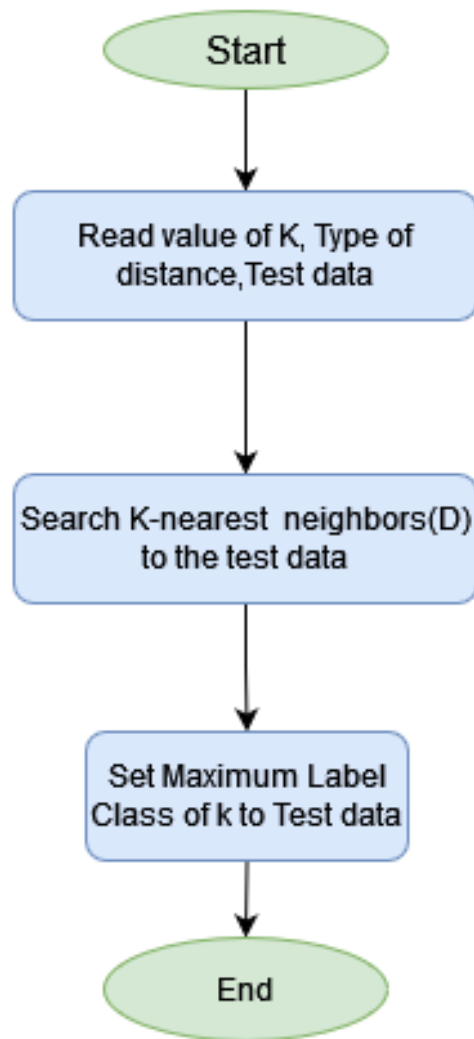 Start
Read value of K, Type of
distance,Test data
Search K-nearest neighbors(D)
to the test data
Set Maximum Label
Class of k to Test data
End